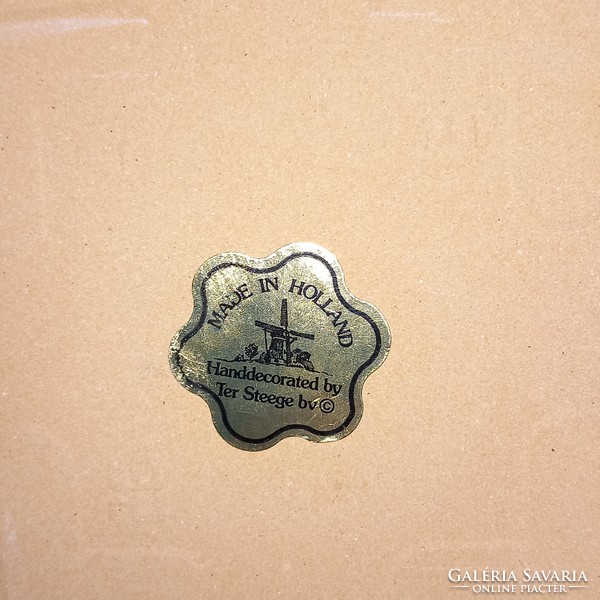 MADE IN HOLLAND
Handdecorated by
Ter Steege bv©
GALÉRIA SAVARIA
ONLINE PIACTÉR